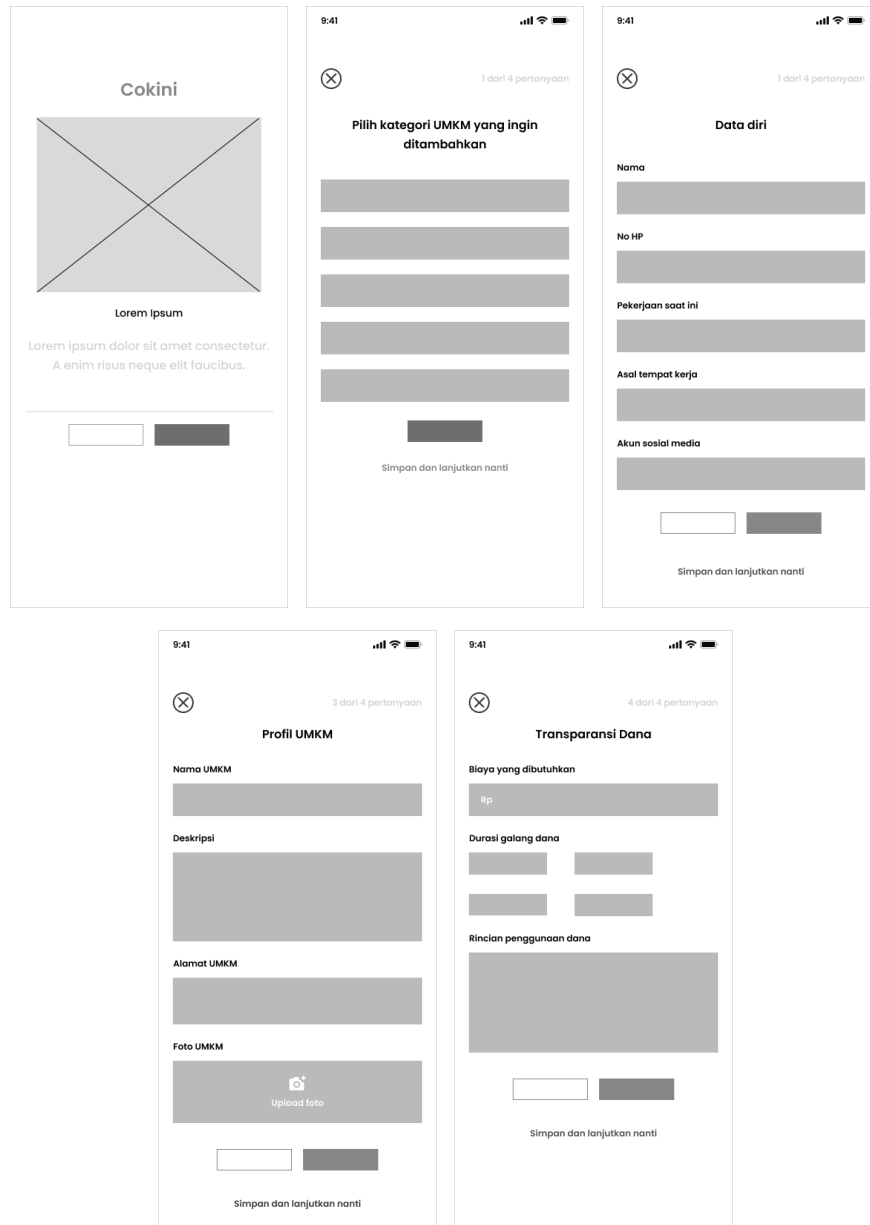 Cokini
Lorem Ipsum
Lorem ipsum dolor sit amet consectetur.
A enim risus neque elit faucibus.
9:41
1 dari 4 pertanyaan
Pilih kategori UMKM yang ingin
ditambahkan
Simpan dan lanjutkan nanti
9:41
1 dari 4 pertanyaan
Data diri
Nama
No HP
Pekerjaan saat ini
Asal tempat kerja
Akun sosial media
Simpan dan lanjutkan nanti
9:41
3 dari 4 pertanyaan
Profil UMKM
Nama UMKM
Deskripsi
Alamat UMKM
Foto UMKM
Upload foto
Simpan dan lanjutkan nanti
9:41
4 dari 4 pertanyaan
Transparansi Dana
Biaya yang dibutuhkan
Rp
Durasi galang dana
Rincian penggunaan dana
Simpan dan lanjutkan nanti